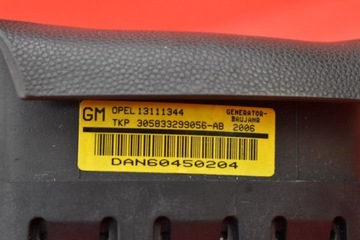 GM OPEL 13111344 GENERATOR-
TKP 305833299056-AB BAUJAHR
2006
DAN60450204